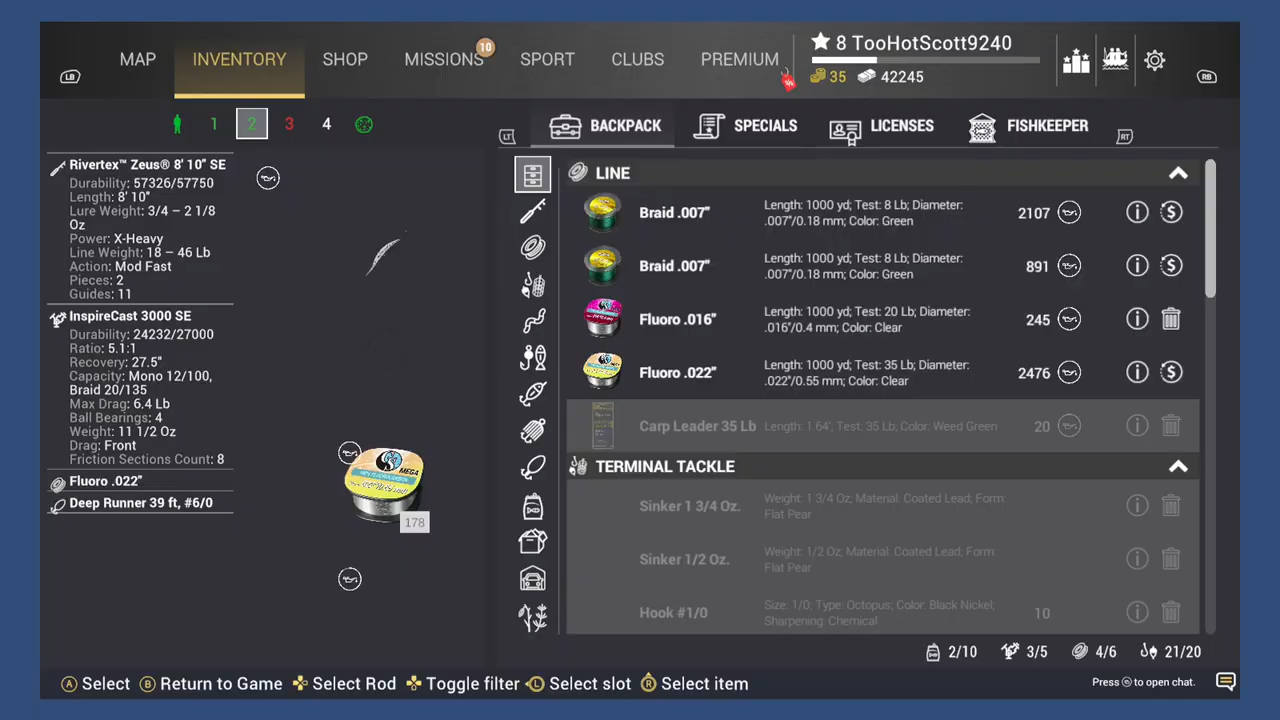 MAP
INVENTORY
SHOP
MISSIONS
10
SPORT
CLUBS
PREMIUM
8 TooHotScott9240
35
42245
LB
RB
1
2
3
4
LT
BACKPACK
SPECIALS
LICENSES
FISHKEEPER
RT
Rivertex™ Zeus® 8' 10" SE
Durability: 57326/57750
Length: 8' 10"
Lure Weight: 3/4 – 2 1/8
Oz
Power: X-Heavy
Line Weight: 18 – 46 Lb
Action: Mod Fast
Pieces: 2
Guides: 11
InspireCast 3000 SE
Durability: 24232/27000
Ratio: 5.1:1
Recovery: 27.5"
Capacity: Mono 12/100,
Braid 20/135
Max Drag: 6.4 Lb
Ball Bearings: 4
Weight: 11 1/2 Oz
Drag: Front
Friction Sections Count: 8
Fluoro .022"
Deep Runner 39 ft, #6/0
MEGA
178
LINE
Braid .007"
Length: 1000 yd; Test: 8 Lb; Diameter:
.007"/0.18 mm; Color: Green
2107
Braid .007"
Length: 1000 yd; Test: 8 Lb; Diameter:
.007"/0.18 mm; Color: Green
891
Fluoro .016"
Length: 1000 yd; Test: 20 Lb; Diameter:
.016"/0.4 mm; Color: Clear
245
Fluoro .022"
Length: 1000 yd; Test: 35 Lb; Diameter:
.022"/0.55 mm; Color: Clear
2476
Carp Leader 35 Lb
Length: 1.64'; Test: 35 Lb; Color: Weed Green
20
TERMINAL TACKLE
Sinker 1 3/4 Oz.
Weight: 1 3/4 Oz; Material: Coated Lead; Form:
Flat Pear
Sinker 1/2 Oz.
Weight: 1/2 Oz; Material: Coated Lead; Form:
Flat Pear
Hook #1/0
Size: 1/0; Type: Octopus; Color: Black Nickel;
Sharpening: Chemical
10
2/10
3/5
4/6
21/20
A Select
B Return to Game
Select Rod
Toggle filter
L Select slot
R Select item
Press to open chat.